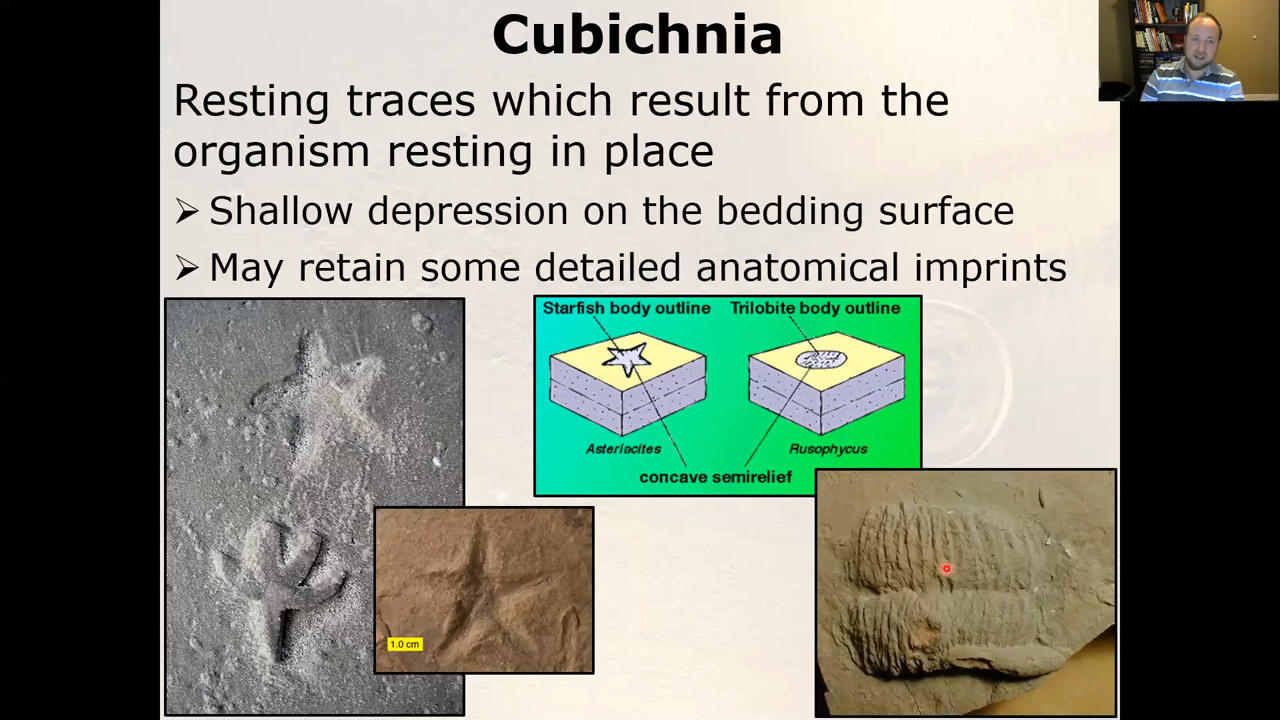 Cubichnia
Resting traces which result from the
organism resting in place
Shallow depression on the bedding surface
May retain some detailed anatomical imprints
Starfish body outline
Trilobite body outline
Asteriacites
Rusophycus
concave semirelief
1.0 cm